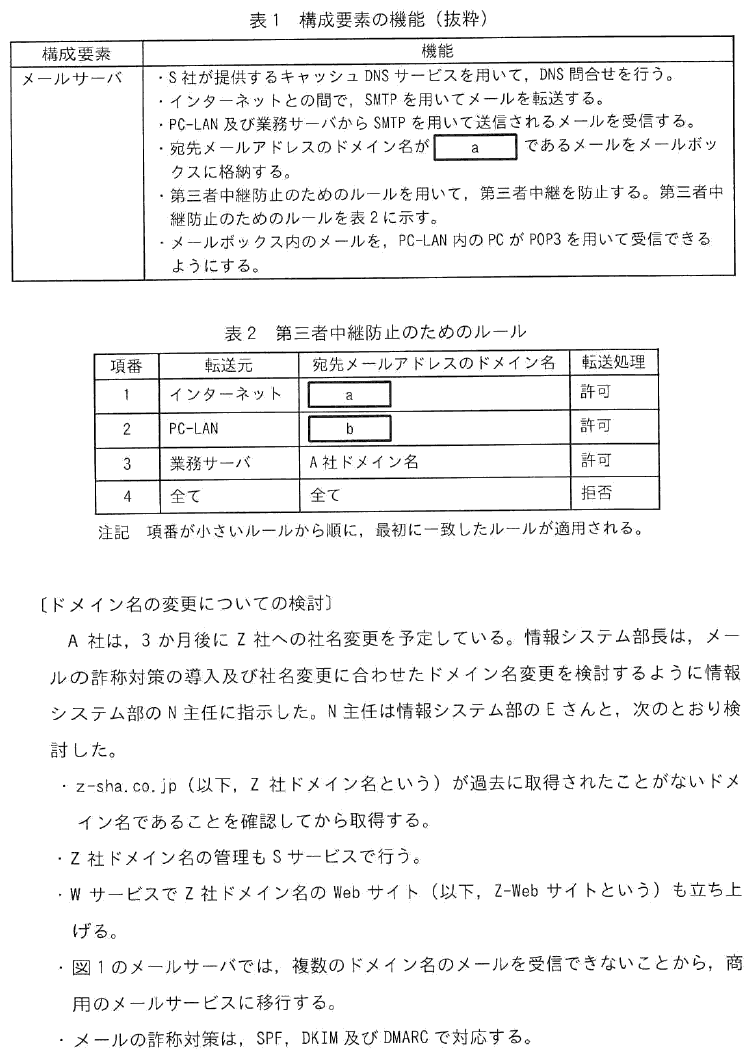 表1 構成要素の機能（抜粋）
構成要素 機能
メールサーバ ・S社が提供するキャッシュDNSサービスを用いて，DNS問合せを行う。
・インターネットとの間で，SMTPを用いてメールを転送する。
・PC-LAN及び業務サーバからSMTPを用いて送信されるメールを受信する。
・宛先メールアドレスのドメイン名が a であるメールをメールボッ
クスに格納する。
・第三者中継防止のためのルールを用いて，第三者中継を防止する。第三者中
継防止のためのルールを表2に示す。
・メールボックス内のメールを，PC-LAN内のPCがPOP3を用いて受信できる
ようにする。
表2 第三者中継防止のためのルール
項番 転送元 宛先メールアドレスのドメイン名 転送処理
1 インターネット a 許可
2 PC-LAN b 許可
3 業務サーバ A社ドメイン名 許可
4 全て 全て 拒否
注記 項番が小さいルールから順に，最初に一致したルールが適用される。
〔ドメイン名の変更についての検討〕
A社は，3か月後にZ社への社名変更を予定している。情報システム部長は，メー
ルの詐称対策の導入及び社名変更に合わせたドメイン名変更を検討するように情報
システム部のN主任に指示した。N主任は情報システム部のEさんと，次のとおり検
討した。
・z-sha.co.jp（以下，Z社ドメイン名という）が過去に取得されたことがないドメ
イン名であることを確認してから取得する。
・Z社ドメイン名の管理もSサービスで行う。
・WサービスでZ社ドメイン名のWebサイト（以下，Z-Webサイトという）も立ち上
げる。
・図1のメールサーバでは，複数のドメイン名のメールを受信できないことから，商
用のメールサービスに移行する。
・メールの詐称対策は，SPF，DKIM及びDMARCで対応する。